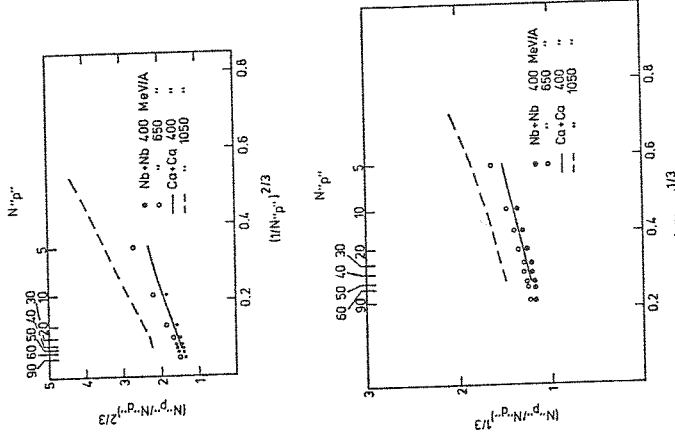 N"p"
90 60 50 40 30
20
10
5
5
4
3
2
1
{N"p"/N"d"}2/3
• Nb+Nb 400 MeV/A
○ " 650 "
— Ca+Ca 400 "
--- " 1050 "
0.2
0.4
0.6
0.8
(1/N"p")2/3
N"p"
90
60 50 40 30
20
10
5
3
2
1
{N"p"/N"d"}1/3
• Nb+Nb 400 MeV/A
○ " 650 "
— Ca+Ca 400 "
--- " 1050 "
0.2
0.4
0.6
0.8
1/3